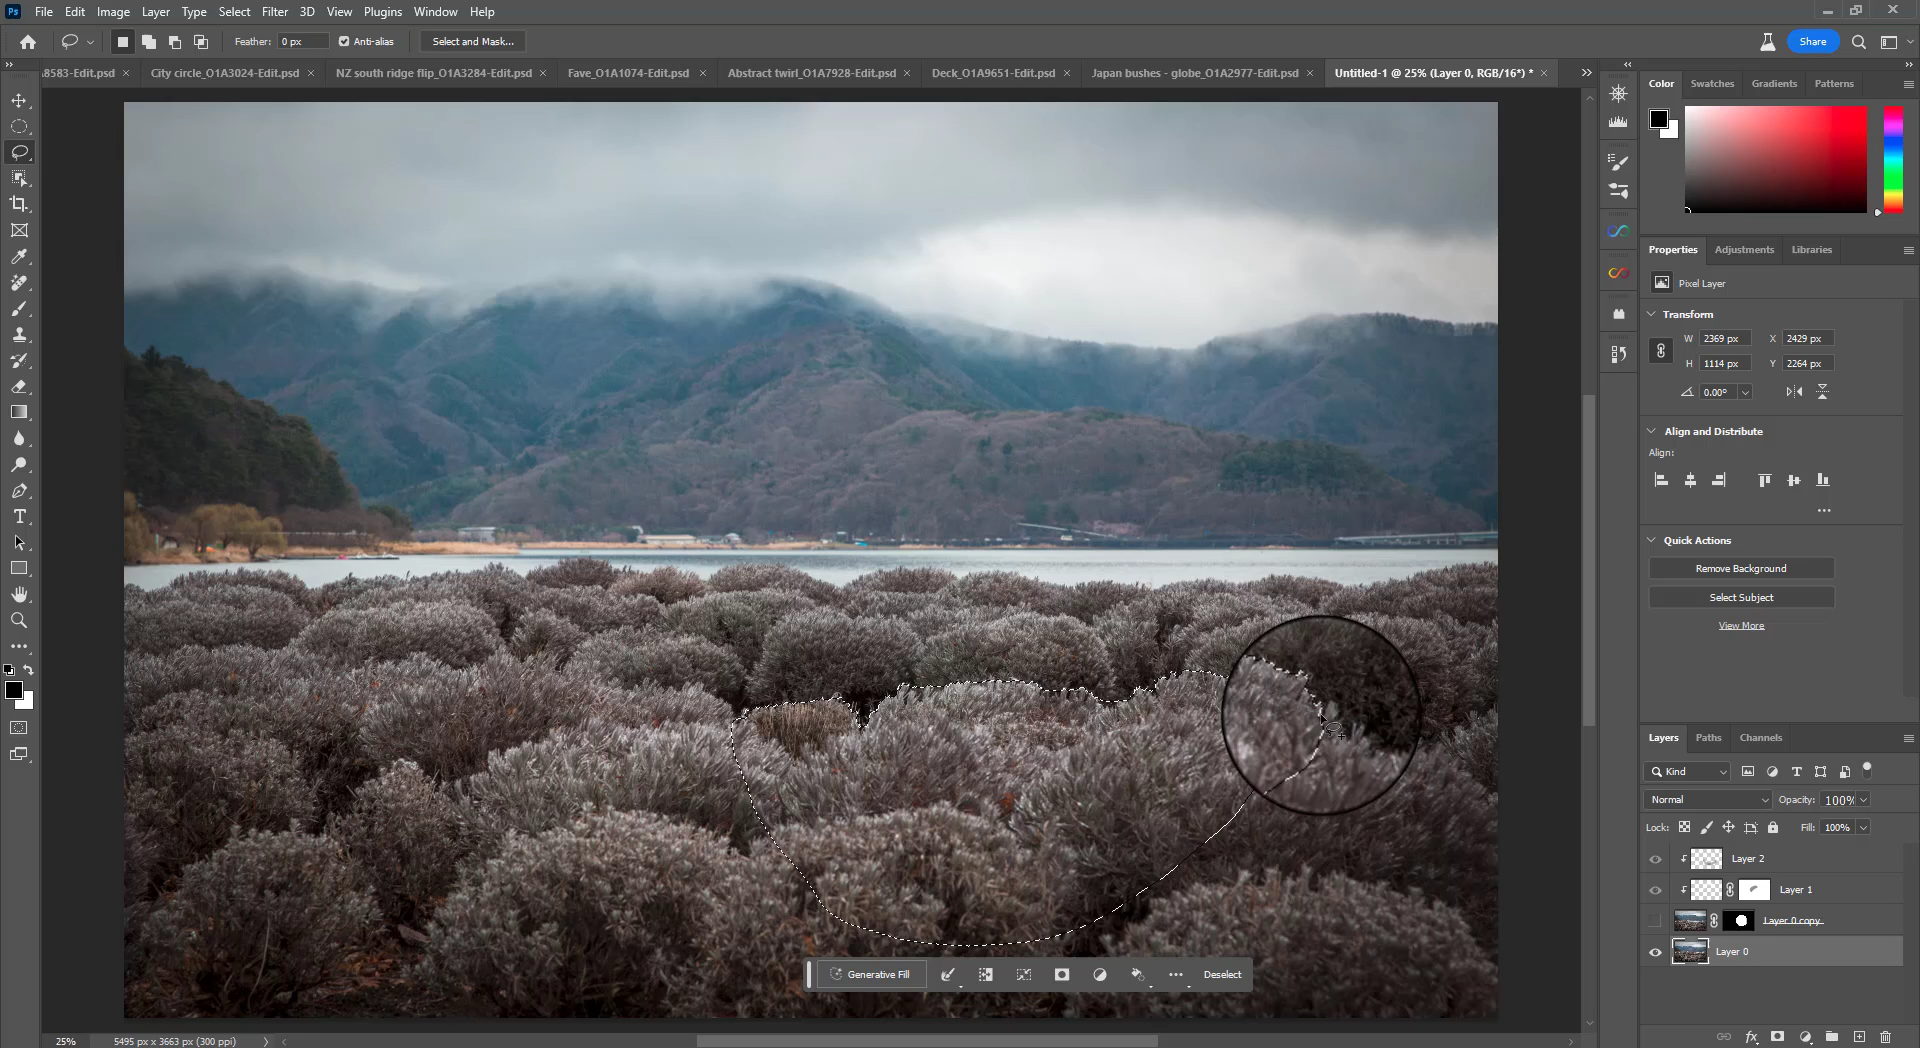 Ps File Edit Image Layer Type Select Filter 3D View Plugins Window Help
Feather: 0 px Anti-alias Select and Mask... Share
\8583-Edit.psd × City circle_O1A3024-Edit.psd × NZ south ridge flip_O1A3284-Edit.psd × Fave_O1A1074-Edit.psd × Abstract twirl_O1A7928-Edit.psd × Deck_O1A9651-Edit.psd × Japan bushes - globe_O1A2977-Edit.psd × Untitled-1 @ 25% (Layer 0, RGB/16*) * ×
Color Swatches Gradients Patterns
Properties Adjustments Libraries
Pixel Layer
Transform
W 2369 px X 2429 px
H 1114 px Y 2264 px
0.00°
Align and Distribute
Align:
Quick Actions
Remove Background
Select Subject
View More
Layers Paths Channels
Kind
Normal Opacity: 100%
Lock: Fill: 100%
Layer 2
Layer 1
Layer 0 copy
Layer 0
Generative Fill Deselect
25% 5495 px x 3663 px (300 ppi)